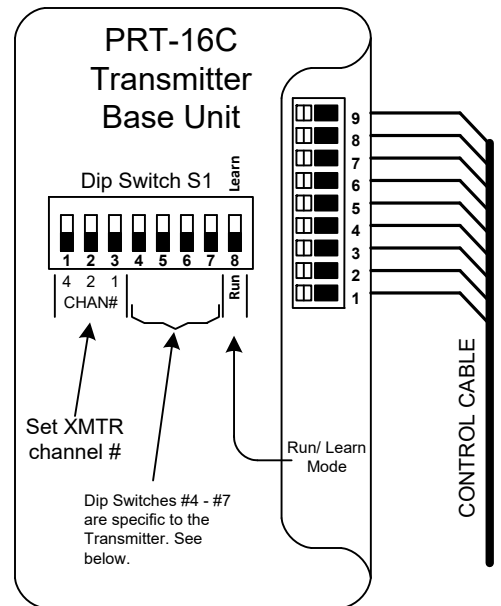 PRT-16C
Transmitter
Base Unit
Dip Switch S1
Learn
1 2 3 4 5 6 7 8
4 2 1
CHAN#
Run
Set XMTR
channel #
Dip Switches #4 - #7
are specific to the
Transmitter. See
below.
Run/ Learn
Mode
9
8
7
6
5
4
3
2
1
CONTROL CABLE